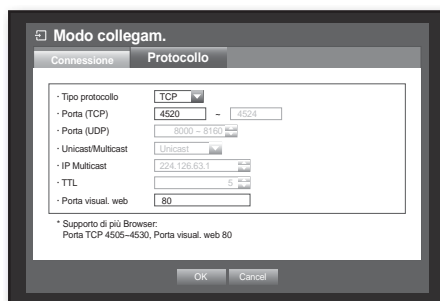 Modo collegam.
Connessione Protocollo
· Tipo protocollo TCP
· Porta (TCP) 4520 ~ 4524
· Porta (UDP) 8000 ~ 8160
· Unicast/Multicast Unicast
· IP Multicast 224.126.63.1
· TTL 5
· Porta visual. web 80
* Supporto di più Browser:
Porta TCP 4505~4530, Porta visual. web 80
OK Cancel